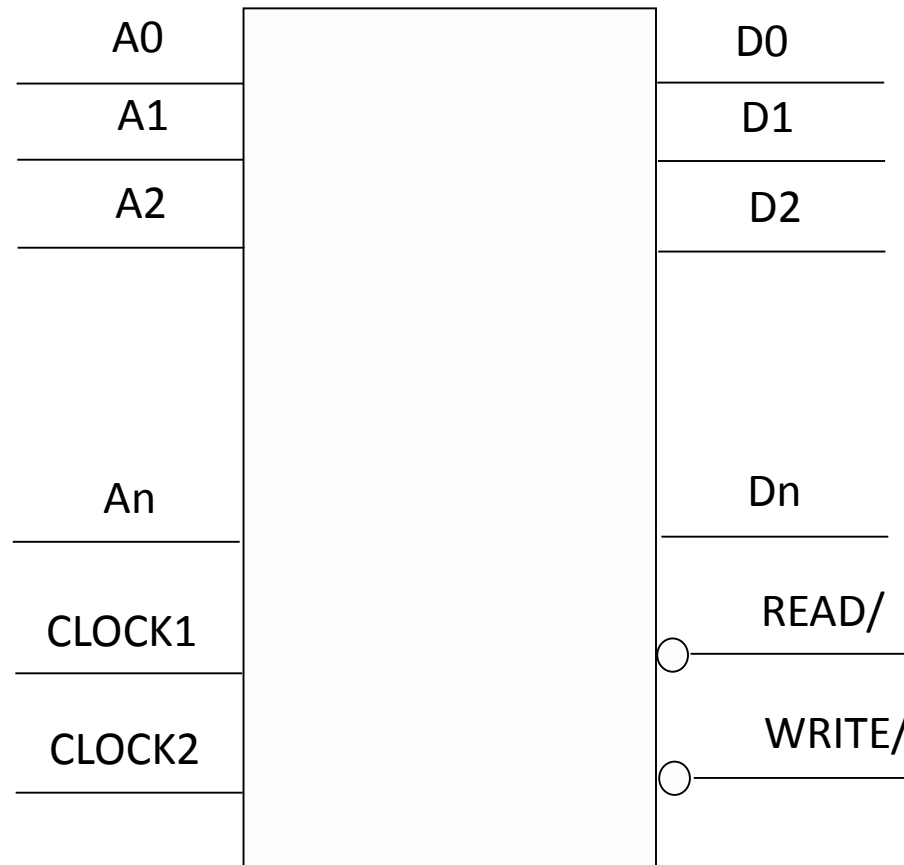 A0
D0
A1
D1
A2
D2
An
Dn
CLOCK1
READ/
CLOCK2
WRITE/